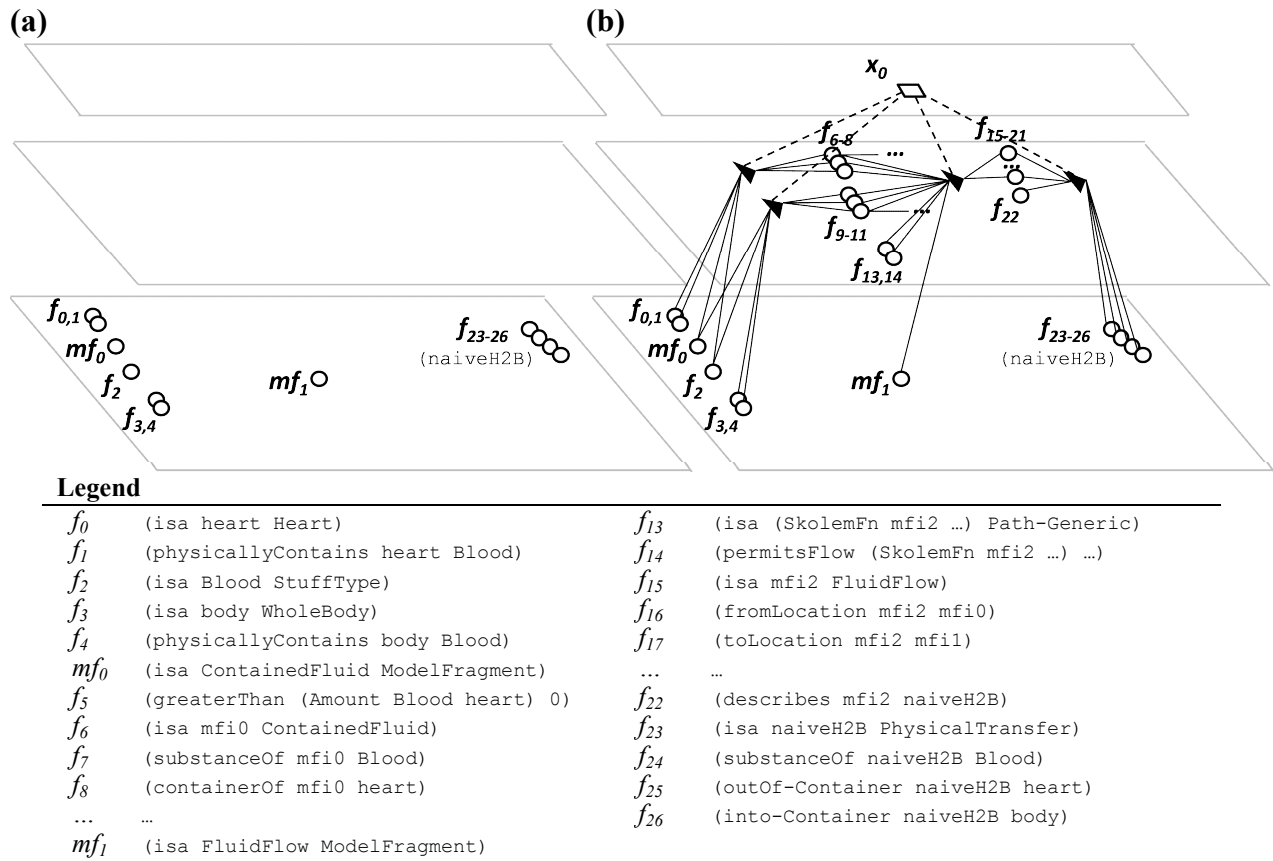 (a)
(b)
x0
f6-8
...
f15-21
...
f22
f9-11
...
f13,14
f0,1
mf0
f2
f3,4
mf1
f23-26
(naiveH2B)
f0,1
mf0
f2
f3,4
mf1
f23-26
(naiveH2B)
Legend
f0 (isa heart Heart)
f1 (physicallyContains heart Blood)
f2 (isa Blood StuffType)
f3 (isa body WholeBody)
f4 (physicallyContains body Blood)
mf0 (isa ContainedFluid ModelFragment)
f5 (greaterThan (Amount Blood heart) 0)
f6 (isa mfi0 ContainedFluid)
f7 (substanceOf mfi0 Blood)
f8 (containerOf mfi0 heart)
... …
mf1 (isa FluidFlow ModelFragment)
f13 (isa (SkolemFn mfi2 …) Path-Generic)
f14 (permitsFlow (SkolemFn mfi2 …) …)
f15 (isa mfi2 FluidFlow)
f16 (fromLocation mfi2 mfi0)
f17 (toLocation mfi2 mfi1)
... …
f22 (describes mfi2 naiveH2B)
f23 (isa naiveH2B PhysicalTransfer)
f24 (substanceOf naiveH2B Blood)
f25 (outOf-Container naiveH2B heart)
f26 (into-Container naiveH2B body)